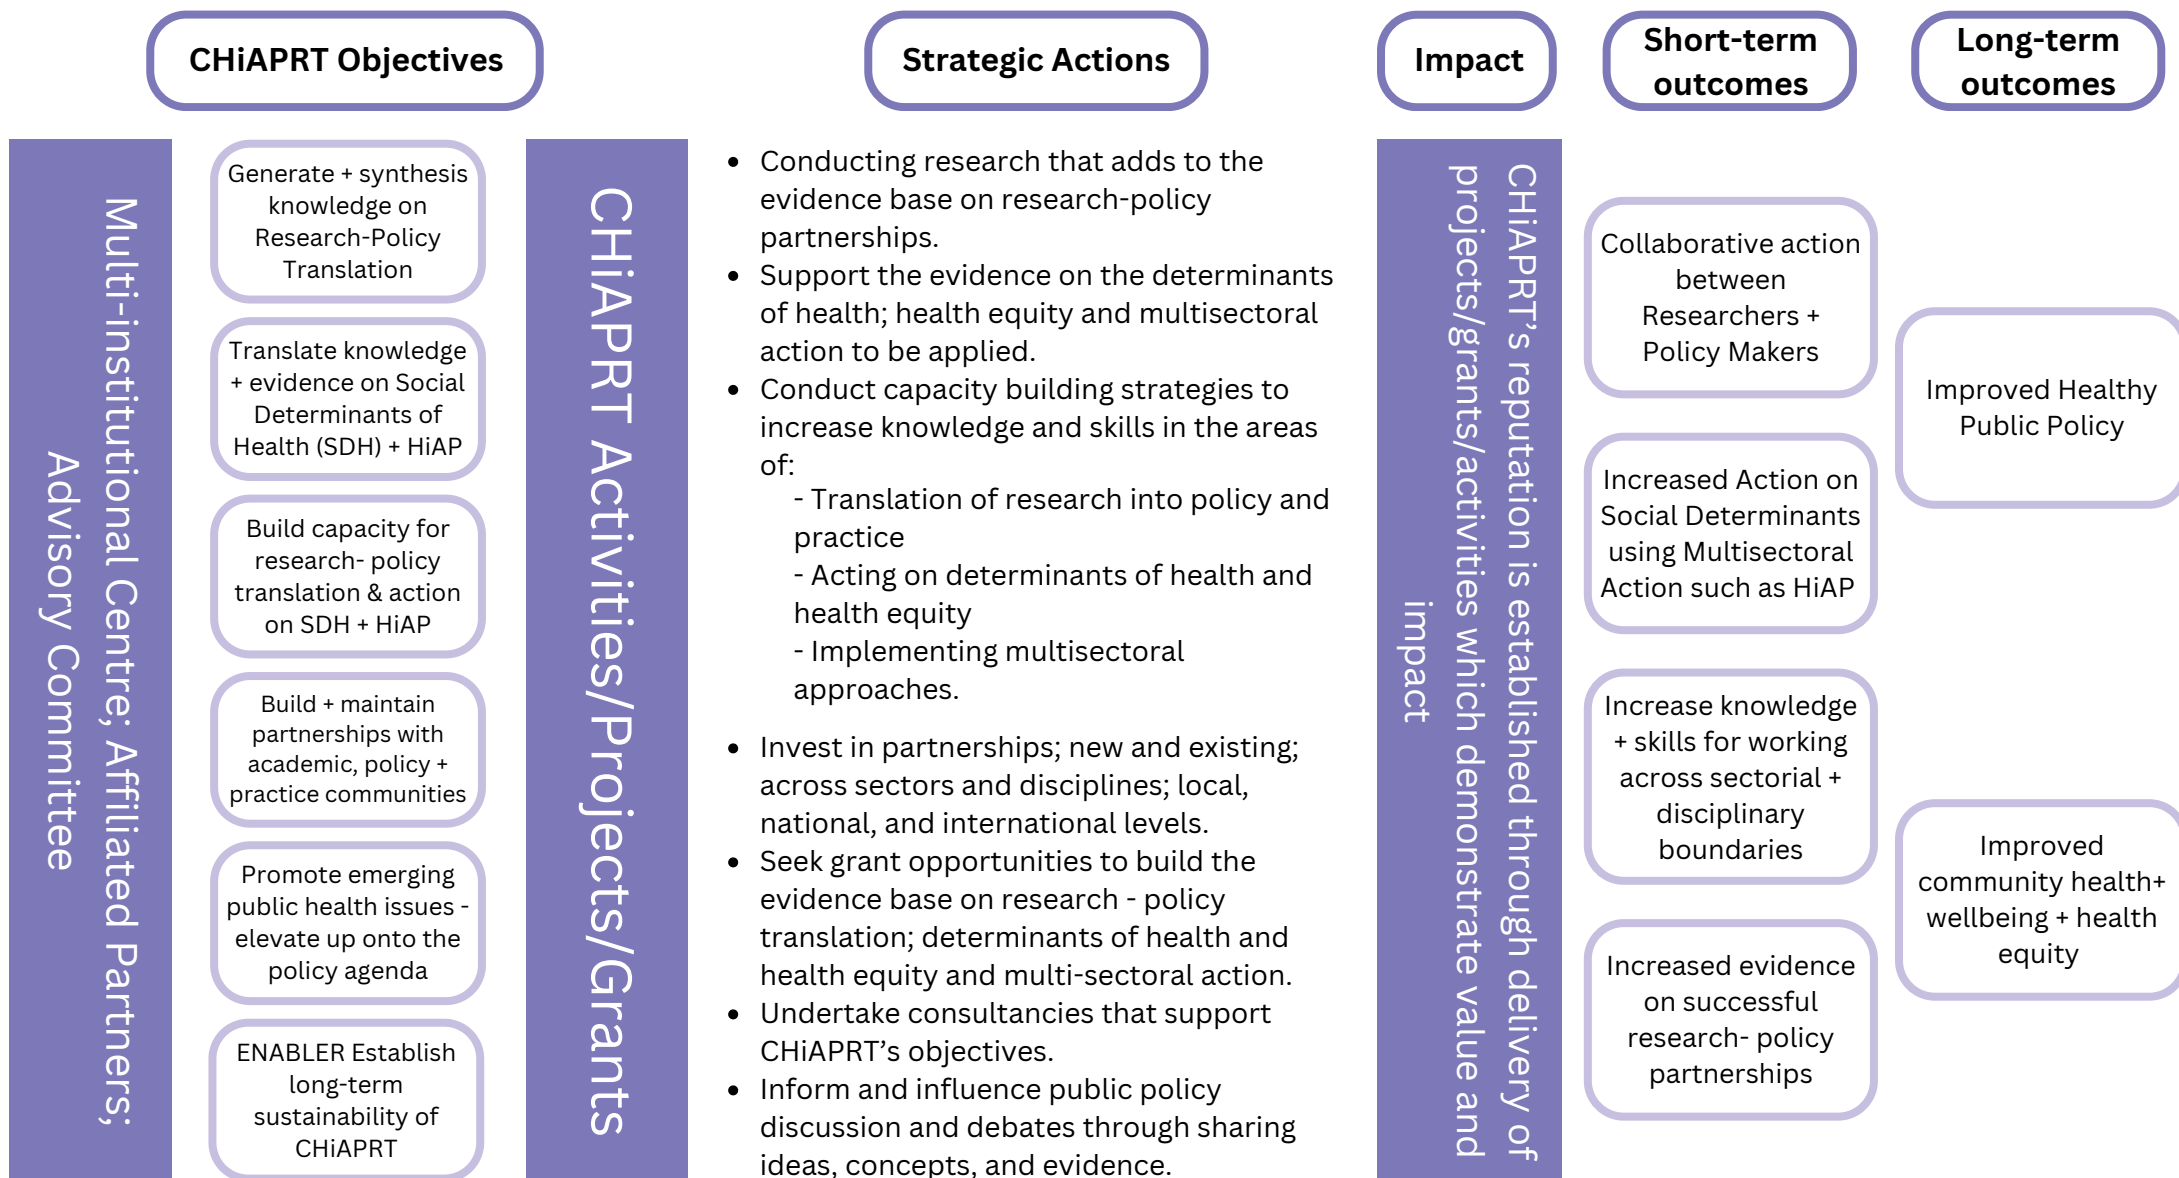 CHiAPRT Objectives
Strategic Actions
Impact
Short-term
outcomes
Long-term
outcomes
Multi-institutional Centre; Affiliated Partners;
Advisory Committee
Generate + synthesis
knowledge on
Research-Policy
Translation
Translate knowledge
+ evidence on Social
Determinants of
Health (SDH) + HiAP
Build capacity for
research- policy
translation & action
on SDH + HiAP
Build + maintain
partnerships with
academic, policy +
practice communities
Promote emerging
public health issues -
elevate up onto the
policy agenda
ENABLER Establish
long-term
sustainability of
CHiAPRT
CHiAPRT Activities/Projects/Grants
• Conducting research that adds to the
evidence base on research-policy
partnerships.
• Support the evidence on the determinants
of health; health equity and multisectoral
action to be applied.
• Conduct capacity building strategies to
increase knowledge and skills in the areas
of:
- Translation of research into policy and
practice
- Acting on determinants of health and
health equity
- Implementing multisectoral
approaches.
• Invest in partnerships; new and existing;
across sectors and disciplines; local,
national, and international levels.
• Seek grant opportunities to build the
evidence base on research - policy
translation; determinants of health and
health equity and multi-sectoral action.
• Undertake consultancies that support
CHiAPRT’s objectives.
• Inform and influence public policy
discussion and debates through sharing
ideas, concepts, and evidence.
CHiAPRT’s reputation is established through delivery of
projects/grants/activities which demonstrate value and
impact
Collaborative action
between
Researchers +
Policy Makers
Increased Action on
Social Determinants
using Multisectoral
Action such as HiAP
Increase knowledge
+ skills for working
across sectorial +
disciplinary
boundaries
Increased evidence
on successful
research- policy
partnerships
Improved Healthy
Public Policy
Improved
community health+
wellbeing + health
equity